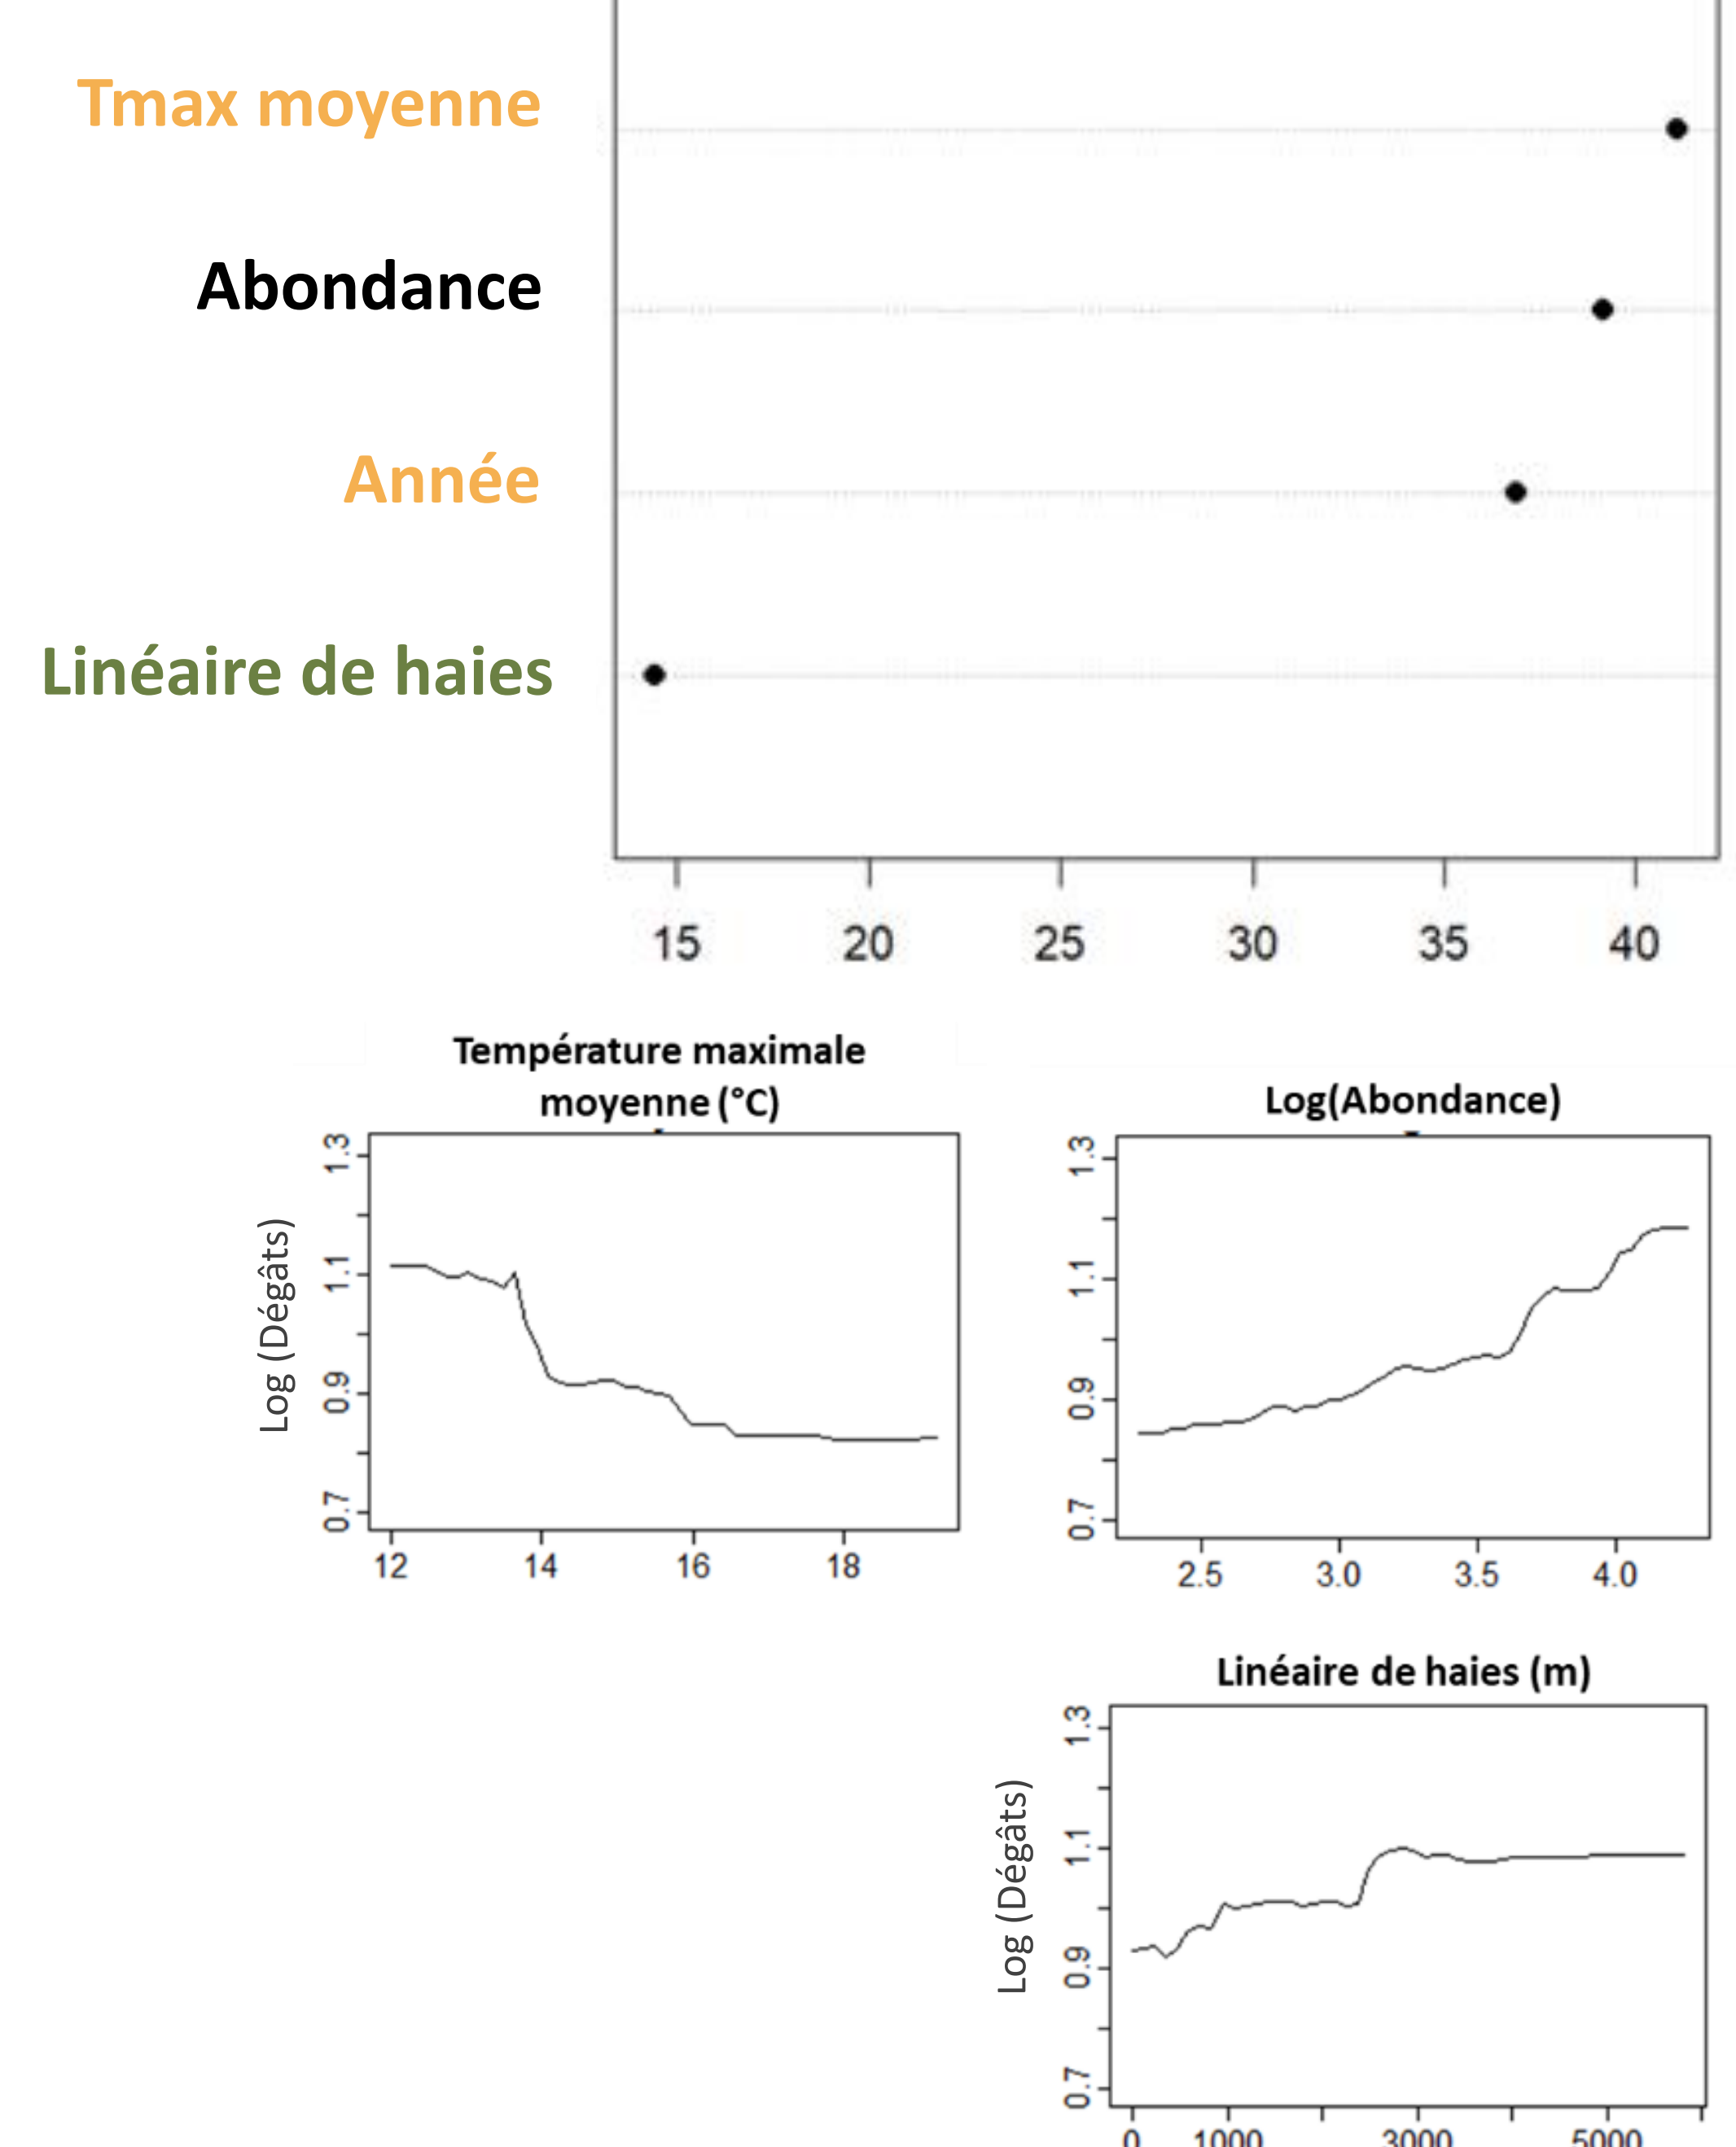 Tmax moyenne
Abondance
Année
Linéaire de haies
15 20 25 30 35 40
Température maximale
moyenne (°C)
Log (Dégâts)
1.3
1.1
0.9
0.7
12 14 16 18
Log(Abondance)
1.3
1.1
0.9
0.7
2.5 3.0 3.5 4.0
Linéaire de haies (m)
Log (Dégâts)
1.3
1.1
0.9
0.7
0 1000 3000 5000